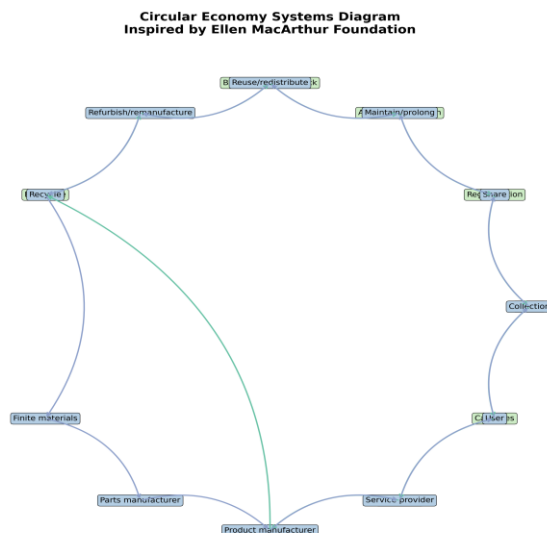 Circular Economy Systems Diagram
Inspired by Ellen MacArthur Foundation
Reuse/redistribute
Refurbish/remanufacture
Maintain/prolong
Recycle
Share
Collection
Finite materials
User
Parts manufacturer
Service provider
Product manufacturer